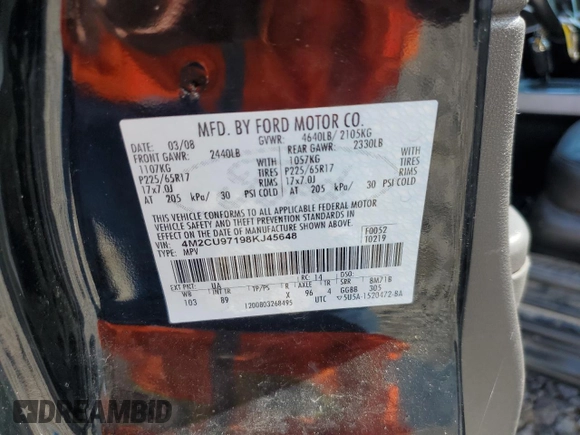 MFD. BY FORD MOTOR CO.
DATE: 03/08 GVWR: 4640LB/ 2105KG
FRONT GAWR: 2440LB REAR GAWR: 2330LB
1107KG WITH 1057KG WITH
P225/65R17 TIRES P225/65R17 TIRES
17x7.0J RIMS 17x7.0J RIMS
AT 205 kPa/ 30 PSI COLD AT 205 kPa/ 30 PSI COLD
THIS VEHICLE CONFORMS TO ALL APPLICABLE FEDERAL MOTOR
VEHICLE SAFETY AND THEFT PREVENTION STANDARDS IN
EFFECT ON THE DATE OF MANUFACTURE SHOWN ABOVE.
VIN: 4M2CU97198KJ45648 F0052
TYPE: MPV 10219
EXT PNT: UA RC: 14 DSO:
WB INT TR TP/PS R AXLE TR SRR BM71B
103 B9 X 96 4 GGBB 305
1200803268495 UTC 5U5A-1520472-BA
DREAMBID